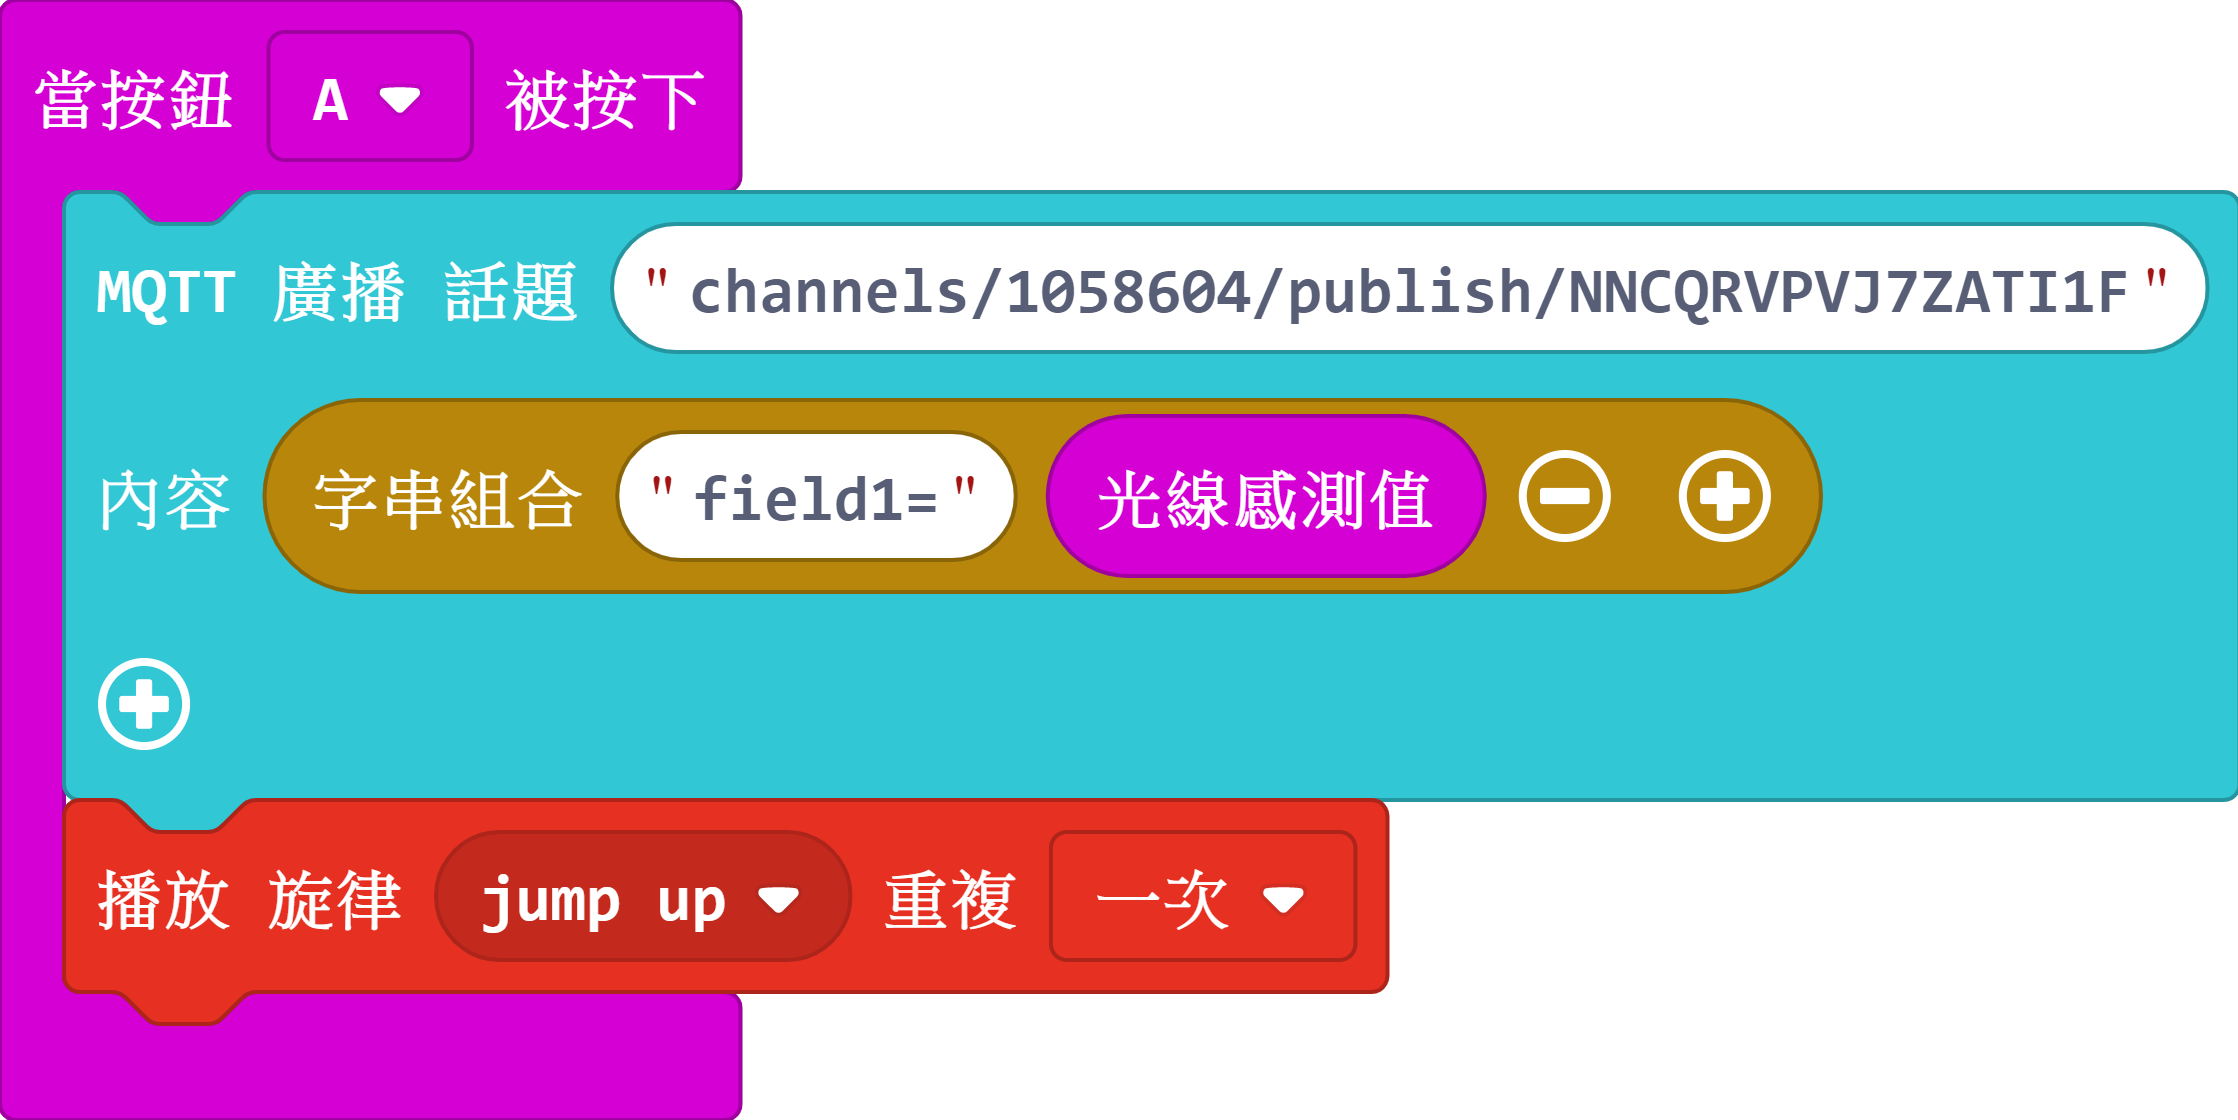 當按鈕 A 被按下
MQTT 廣播 話題 "channels/1058604/publish/NNCQRVPVJ7ZATI1F"
內容 字串組合 "field1=" 光線感測值
播放 旋律 jump up 重複 一次